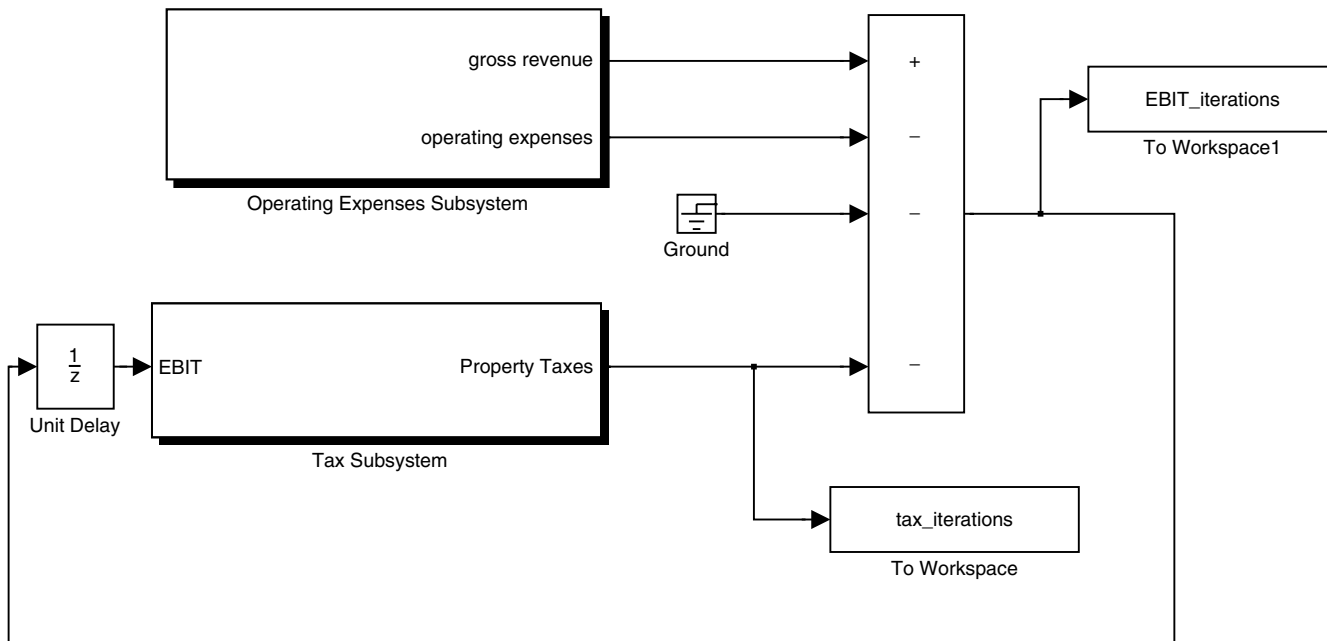 gross revenue
+
EBIT_iterations
operating expenses
−
To Workspace1
Operating Expenses Subsystem
−
Ground
1
z
EBIT
Property Taxes
−
Unit Delay
Tax Subsystem
tax_iterations
To Workspace